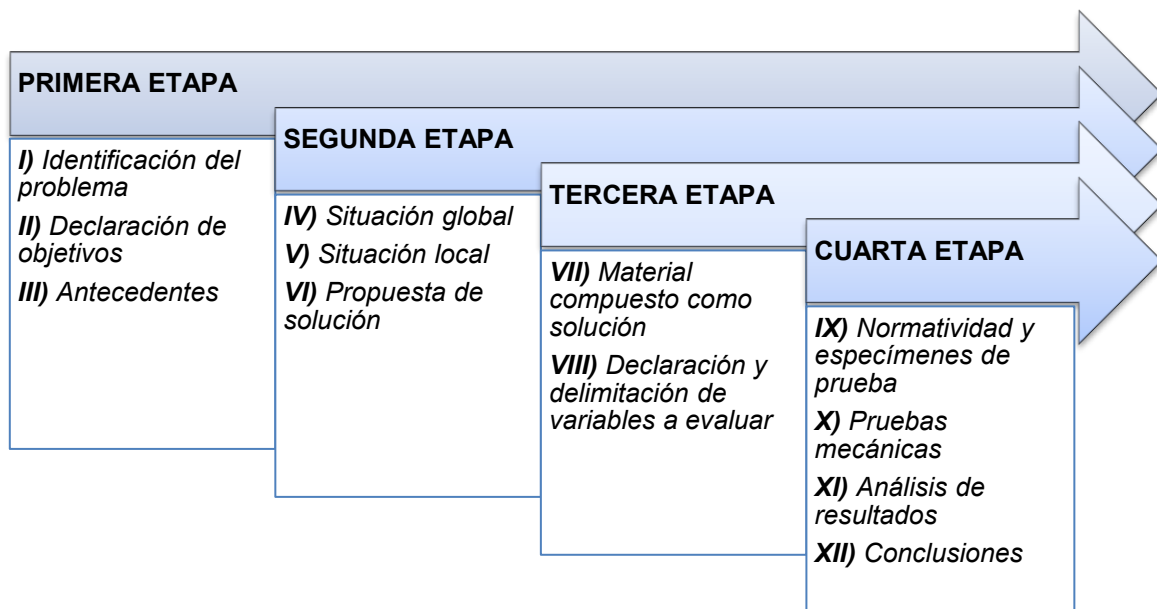 PRIMERA ETAPA
I) Identificación del
problema
II) Declaración de
objetivos
III) Antecedentes
SEGUNDA ETAPA
IV) Situación global
V) Situación local
VI) Propuesta de
solución
TERCERA ETAPA
VII) Material
compuesto como
solución
VIII) Declaración y
delimitación de
variables a evaluar
CUARTA ETAPA
IX) Normatividad y
especímenes de
prueba
X) Pruebas
mecánicas
XI) Análisis de
resultados
XII) Conclusiones